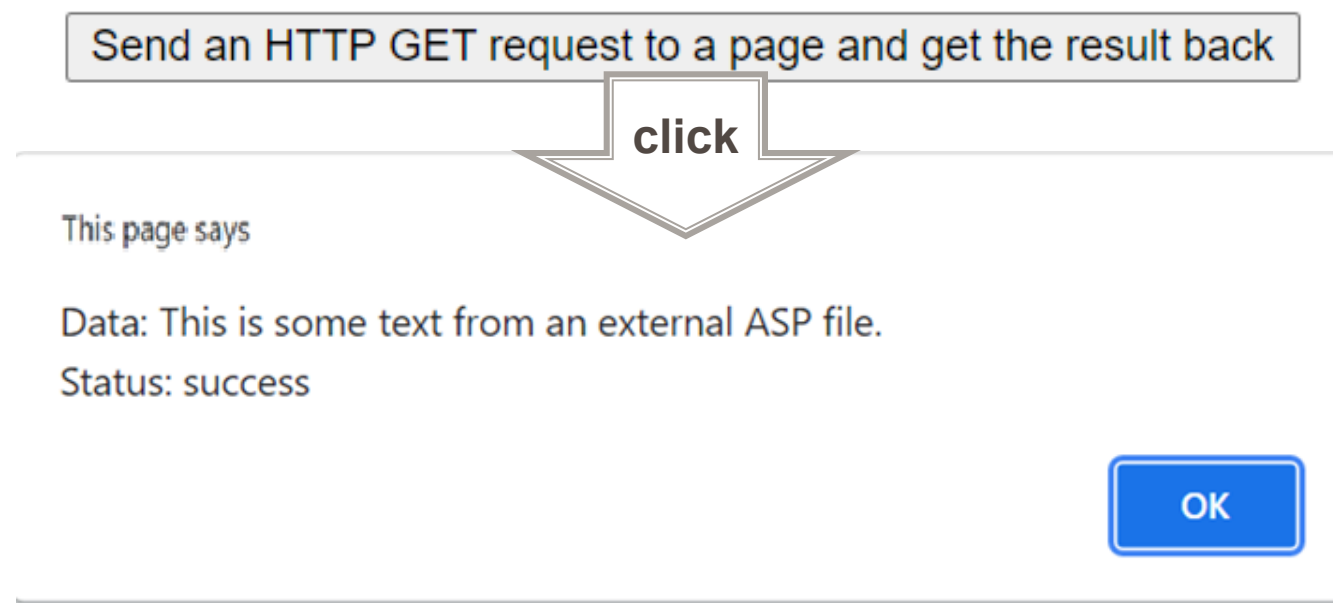 Send an HTTP GET request to a page and get the result back
click
This page says
Data: This is some text from an external ASP file.
Status: success
OK